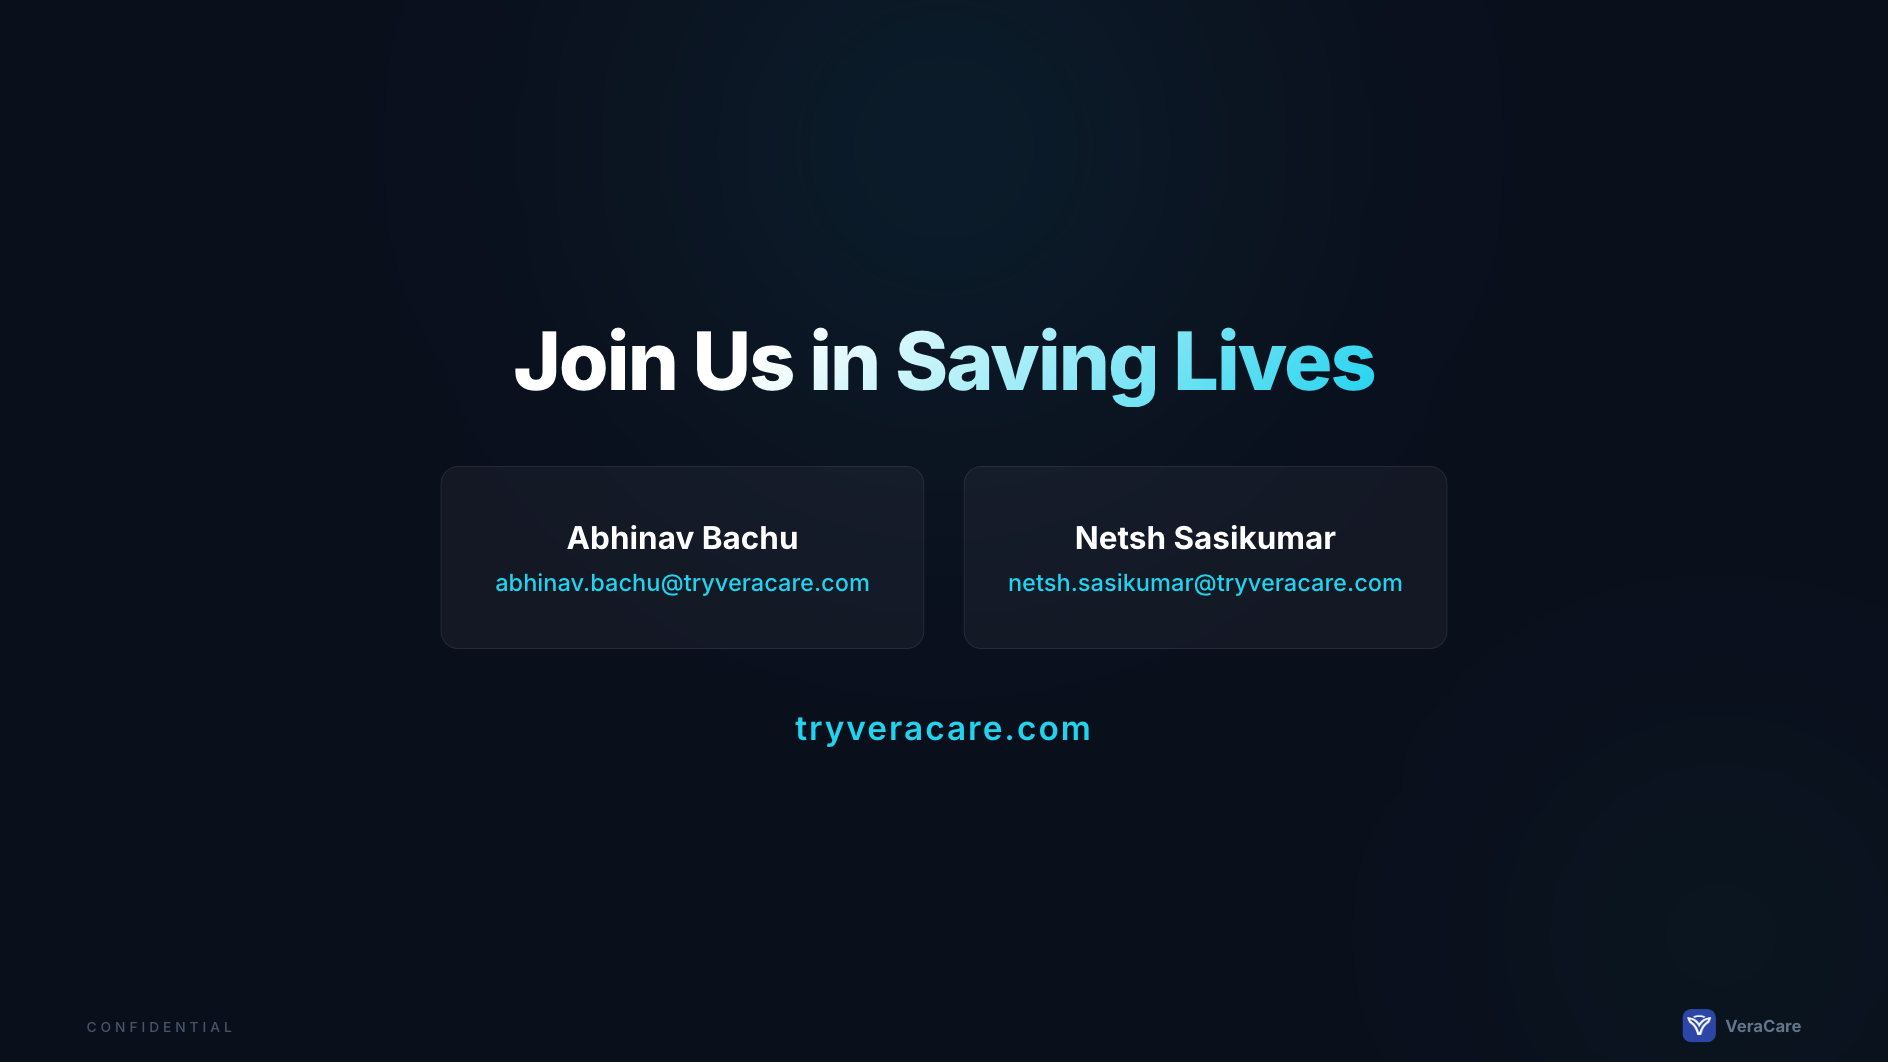 Join Us in Saving Lives
Abhinav Bachu
abhinav.bachu@tryveracare.com
Netsh Sasikumar
netsh.sasikumar@tryveracare.com
tryveracare.com
CONFIDENTIAL
VeraCare